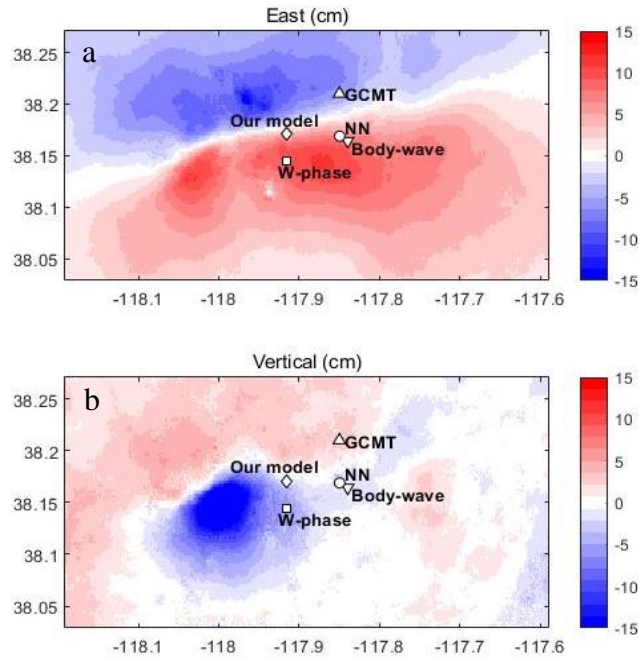 East (cm)
a
38.25
38.2
38.15
38.1
38.05
GCMT
Our model
NN
Body-wave
W-phase
-118.1
-118
-117.9
-117.8
-117.7
-117.6
15
10
5
0
-5
-10
-15
Vertical (cm)
b
38.25
38.2
38.15
38.1
38.05
GCMT
Our model
NN
Body-wave
W-phase
-118.1
-118
-117.9
-117.8
-117.7
-117.6
15
10
5
0
-5
-10
-15